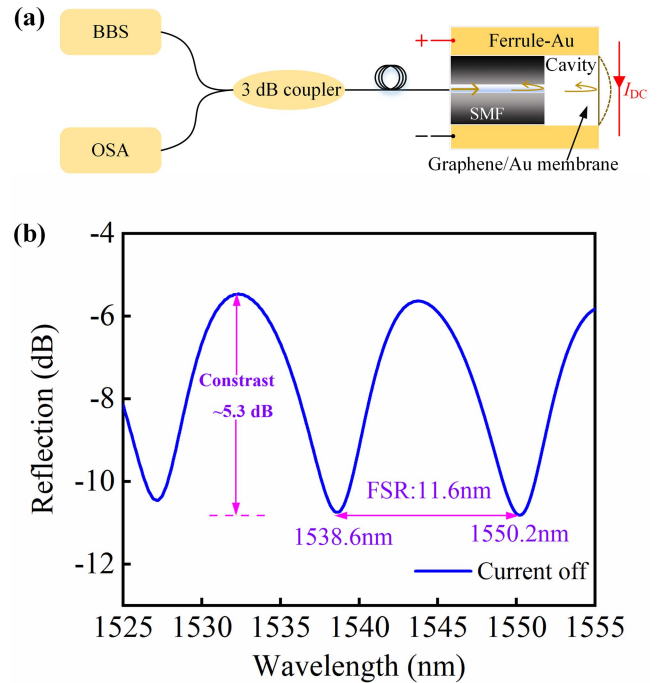 (a)
BBS
OSA
3 dB coupler
+
Ferrule-Au
Cavity
SMF
I_DC
Graphene/Au membrane
(b)
Reflection (dB)
-4
-6
-8
-10
-12
Constrast
~5.3 dB
FSR:11.6nm
1538.6nm
1550.2nm
Current off
1525 1530 1535 1540 1545 1550 1555
Wavelength (nm)